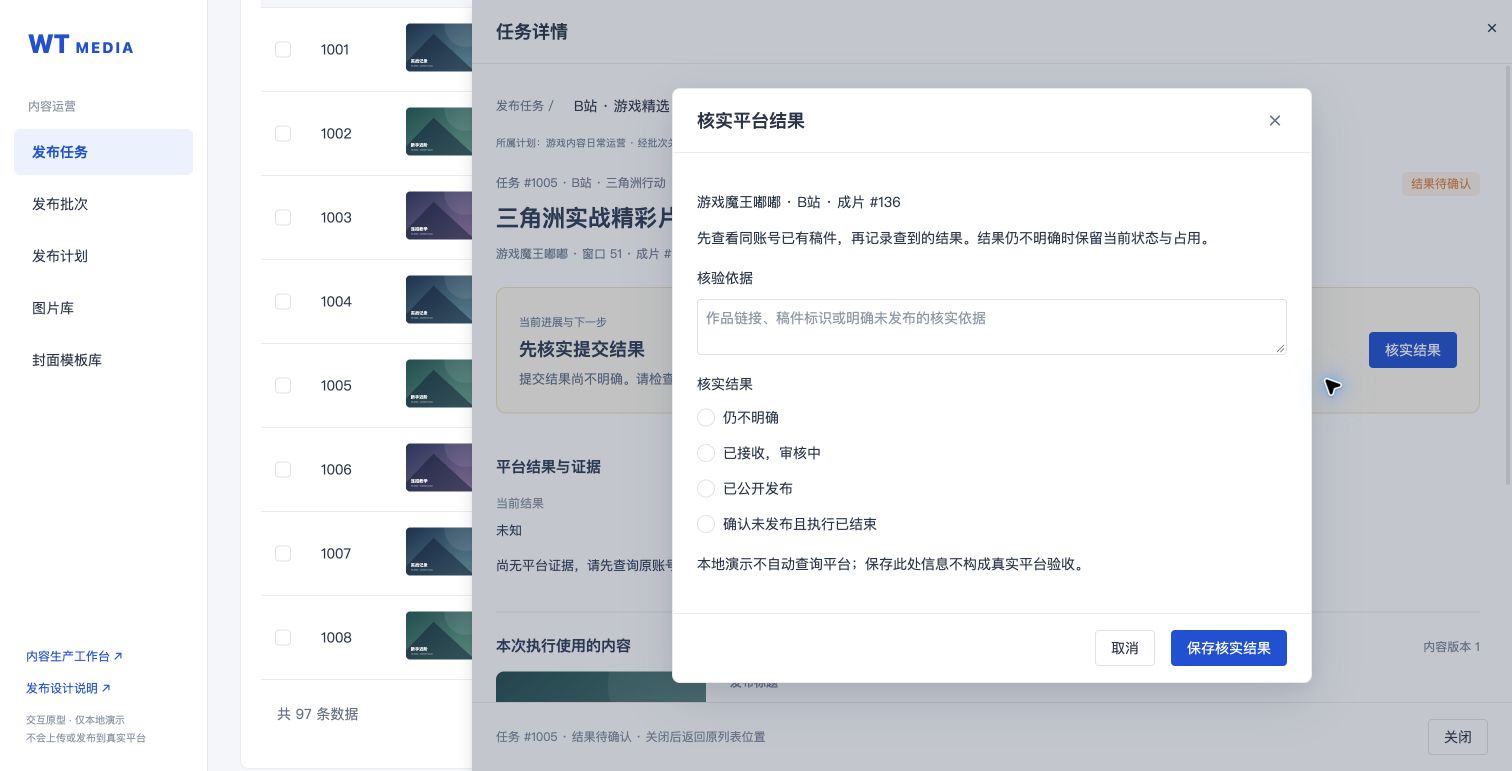 WT MEDIA
内容运营
发布任务
发布批次
发布计划
图片库
封面模板库
内容生产工作台 ↗
发布设计说明 ↗
交互原型 · 仅本地演示
不会上传或发布到真实平台
1001
1002
1003
1004
1005
1006
1007
1008
共 97 条数据
任务详情
发布任务 / B站 · 游戏精选
所属计划：游戏内容日常运营 · 经批次
任务 #1005 · B站 · 三角洲行动
结果待确认
三角洲实战精彩
游戏魔王嘟嘟 · 窗口 51 · 成片 #
当前进展与下一步
先核实提交结果
提交结果尚不明确。请检查
核实结果
平台结果与证据
当前结果
未知
尚无平台证据，请先查询原账号
本次执行使用的内容
内容版本 1
发布标题
任务 #1005 · 结果待确认 · 关闭后返回原列表位置
关闭
核实平台结果
游戏魔王嘟嘟 · B站 · 成片 #136
先查看同账号已有稿件，再记录查到的结果。结果仍不明确时保留当前状态与占用。
核验依据
作品链接、稿件标识或明确未发布的核实依据
核实结果
仍不明确
已接收，审核中
已公开发布
确认未发布且执行已结束
本地演示不自动查询平台；保存此处信息不构成真实平台验收。
取消
保存核实结果